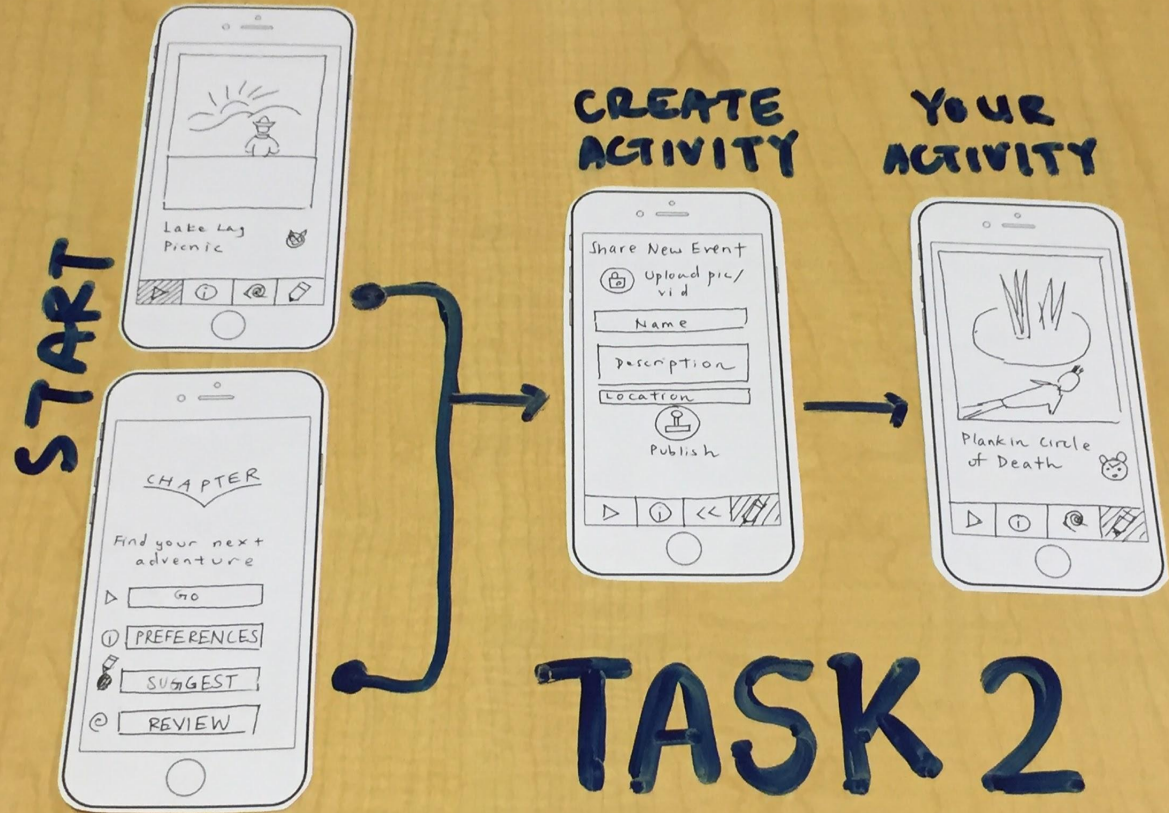 START
Lake Lag
Picnic
CHAPTER
Find your next
adventure
GO
PREFERENCES
SUGGEST
REVIEW
CREATE
ACTIVITY
Share New Event
Upload pic/
vid
Name
Description
Location
Publish
<<
YOUR
ACTIVITY
Plank in Circle
of Death
TASK 2